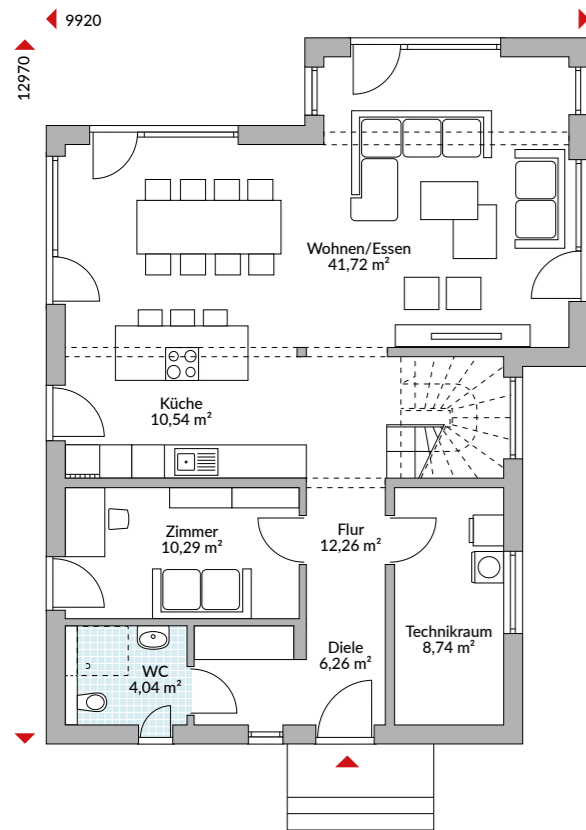 9920
12970
Wohnen/Essen
41,72 m²
Küche
10,54 m²
Zimmer
10,29 m²
Flur
12,26 m²
Diele
6,26 m²
Technikraum
8,74 m²
WC
4,04 m²